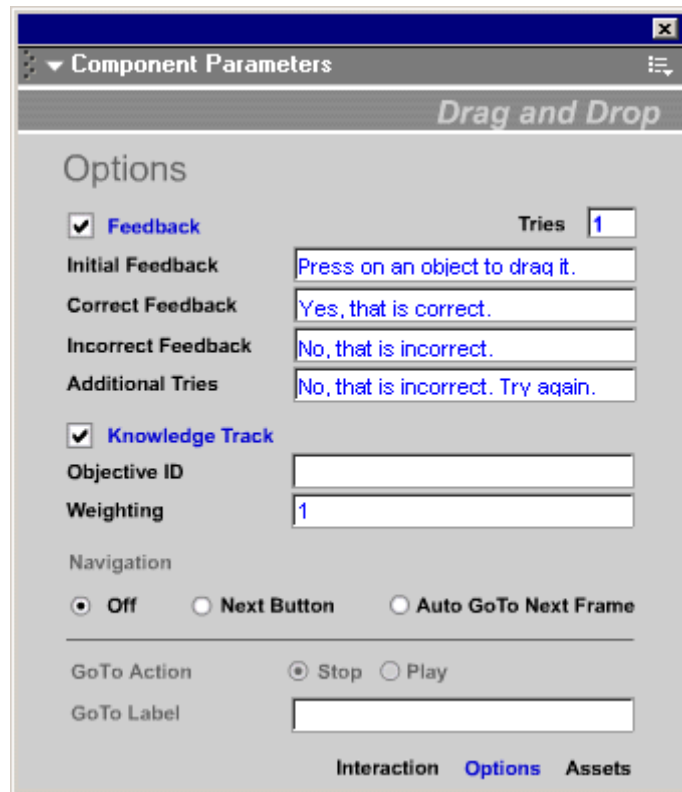 Component Parameters
Drag and Drop
Options
Feedback Tries 1
Initial Feedback Press on an object to drag it.
Correct Feedback Yes, that is correct.
Incorrect Feedback No, that is incorrect.
Additional Tries No, that is incorrect. Try again.
Knowledge Track
Objective ID
Weighting 1
Navigation
Off Next Button Auto GoTo Next Frame
GoTo Action Stop Play
GoTo Label
Interaction Options Assets